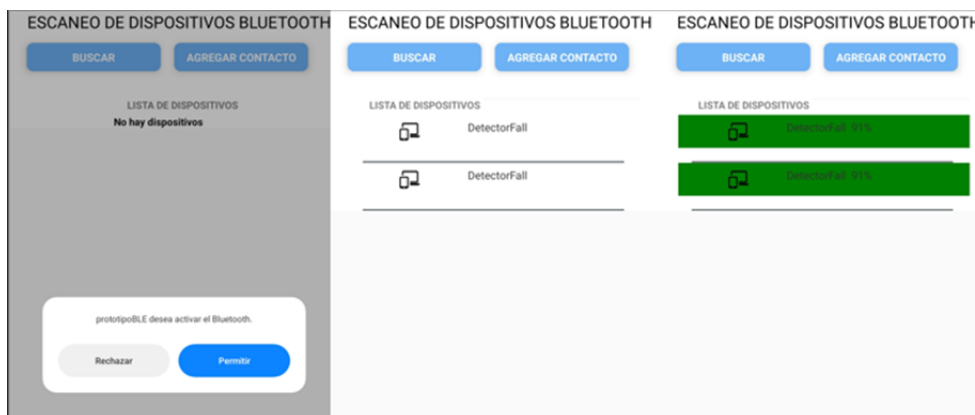 ESCANEO DE DISPOSITIVOS BLUETOOTH
BUSCAR
AGREGAR CONTACTO
LISTA DE DISPOSITIVOS
No hay dispositivos
prototipoBLE desea activar el Bluetooth.
Rechazar
Permitir
ESCANEO DE DISPOSITIVOS BLUETOOTH
BUSCAR
AGREGAR CONTACTO
LISTA DE DISPOSITIVOS
DetectorFall
DetectorFall
ESCANEO DE DISPOSITIVOS BLUETOOTH
BUSCAR
AGREGAR CONTACTO
LISTA DE DISPOSITIVOS
DetectorFall 91%
DetectorFall 91%